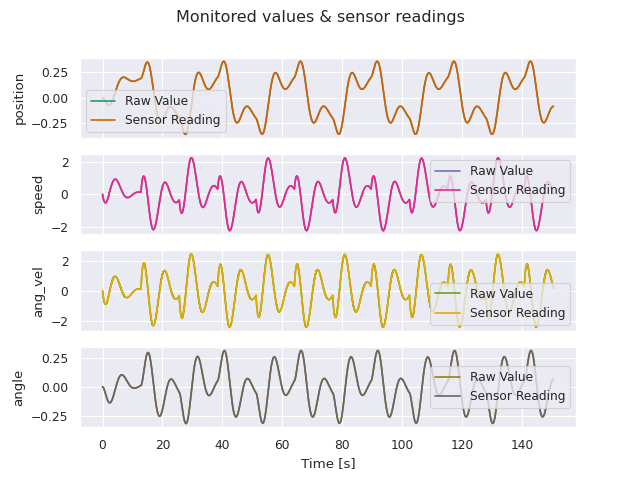 Monitored values & sensor readings
position
0.25
0.00
−0.25
Raw Value
Sensor Reading
speed
2
0
−2
Raw Value
Sensor Reading
ang_vel
2
0
−2
Raw Value
Sensor Reading
angle
0.25
0.00
−0.25
Raw Value
Sensor Reading
0 20 40 60 80 100 120 140
Time [s]